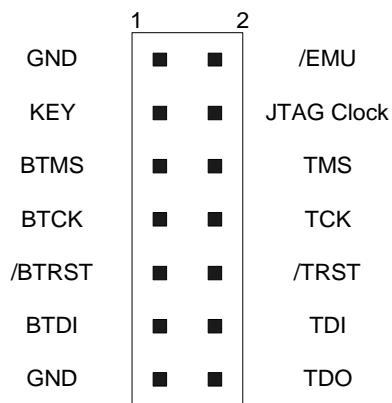 1 2
GND /EMU
KEY JTAG Clock
BTMS TMS
BTCK TCK
/BTRST /TRST
BTDI TDI
GND TDO